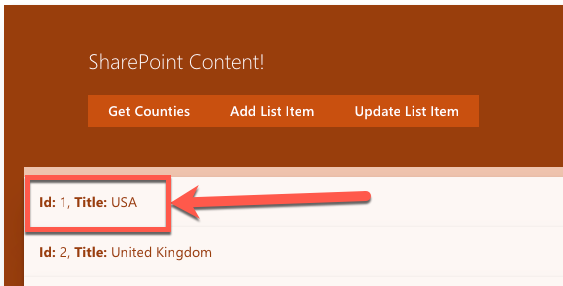 SharePoint Content!
Get Counties Add List Item Update List Item
Id: 1, Title: USA
Id: 2, Title: United Kingdom